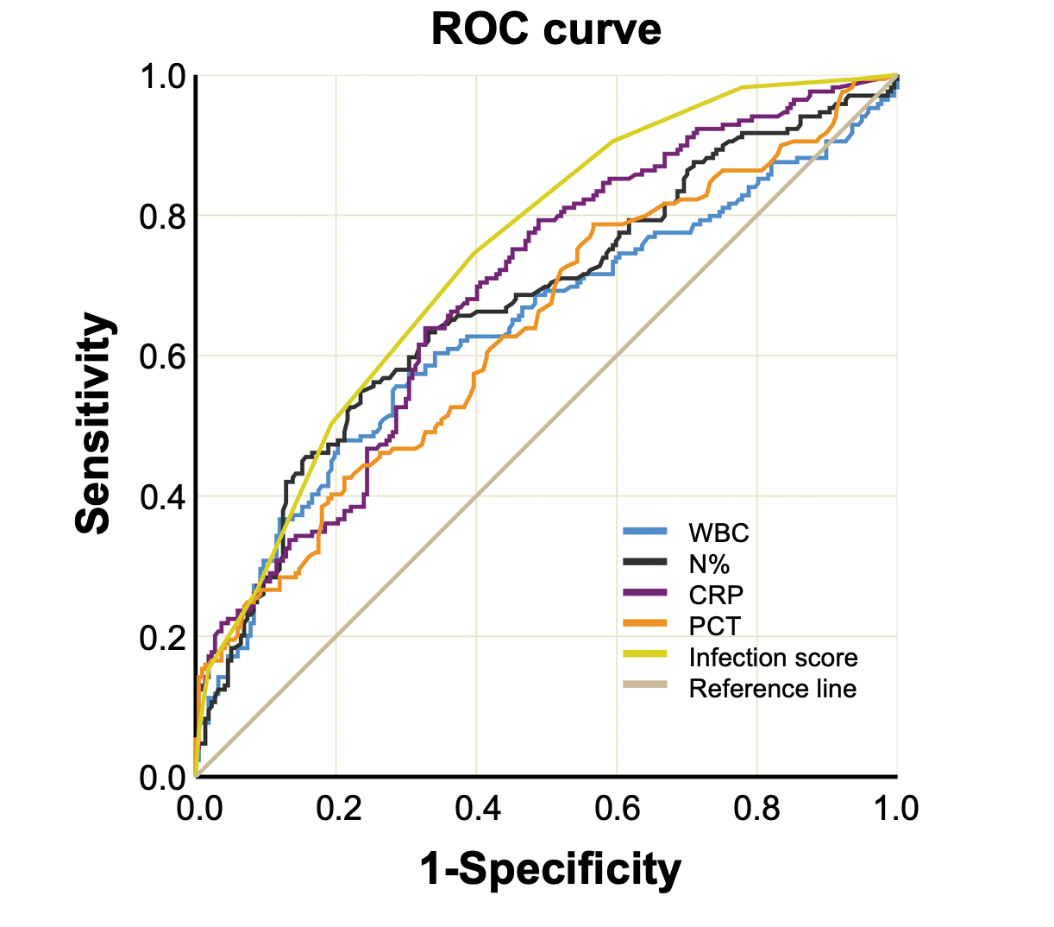 ROC curve
1.0
0.8
0.6
0.4
0.2
0.0
Sensitivity
WBC
N%
CRP
PCT
Infection score
Reference line
0.0 0.2 0.4 0.6 0.8 1.0
1-Specificity